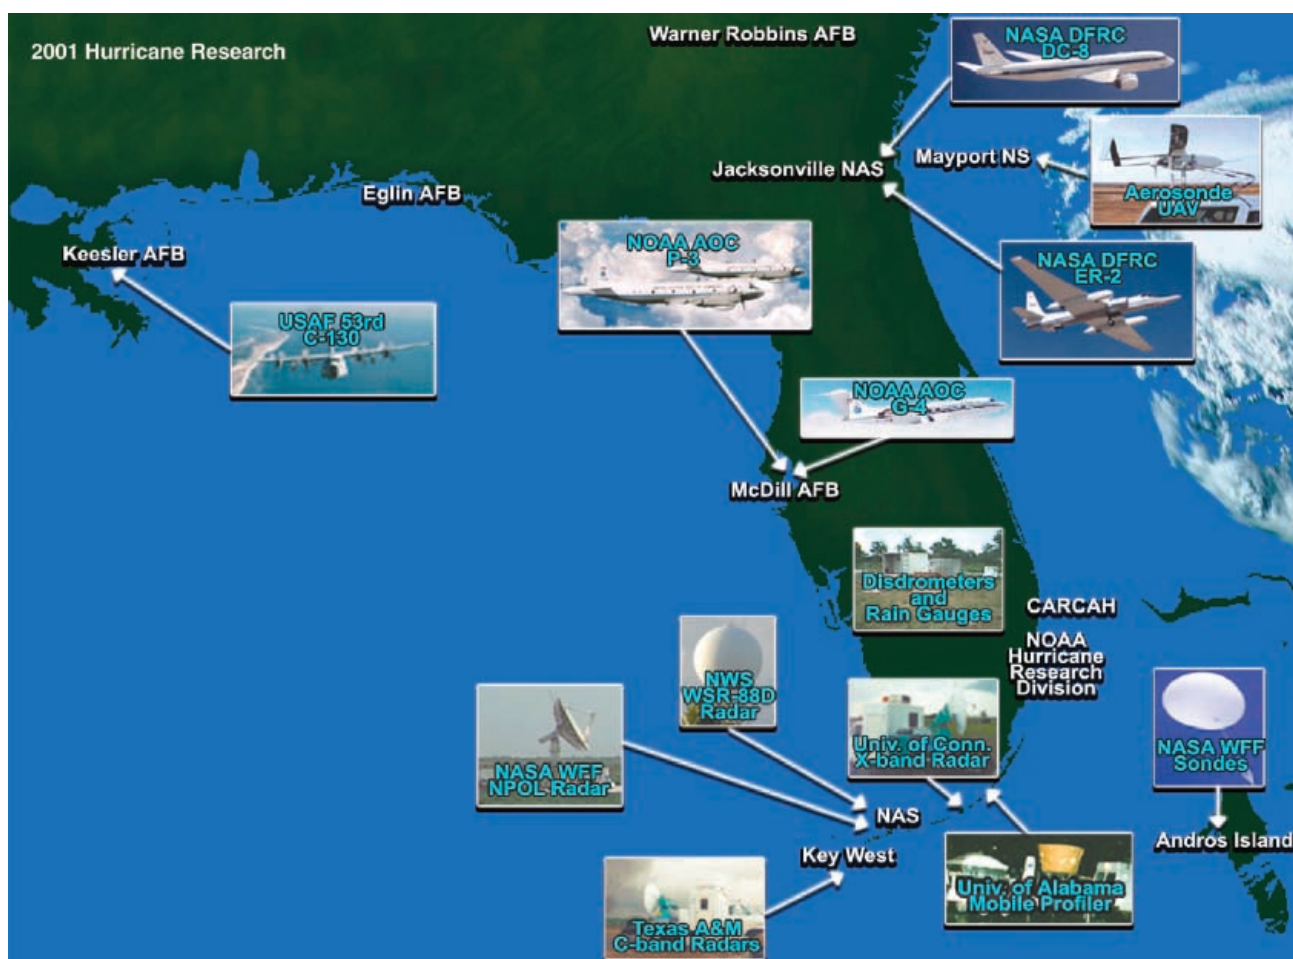 2001 Hurricane Research
Warner Robbins AFB
NASA DFRC
DC-8
Jacksonville NAS
Mayport NS
Aerosonde
UAV
Eglin AFB
Keesler AFB
NOAA AOC
P-3
NASA DFRC
ER-2
USAF 53rd
C-130
NOAA AOC
G-4
McDill AFB
Disdrometers
and
Rain Gauges
CARCAH
NOAA
Hurricane
Research
Division
NWS
WSR-88D
Radar
NASA WFF
NPOL Radar
Univ. of Conn.
X-band Radar
NASA WFF
Sondes
NAS
Key West
Andros Island
Univ. of Alabama
Mobile Profiler
Texas A&M
C-band Radars